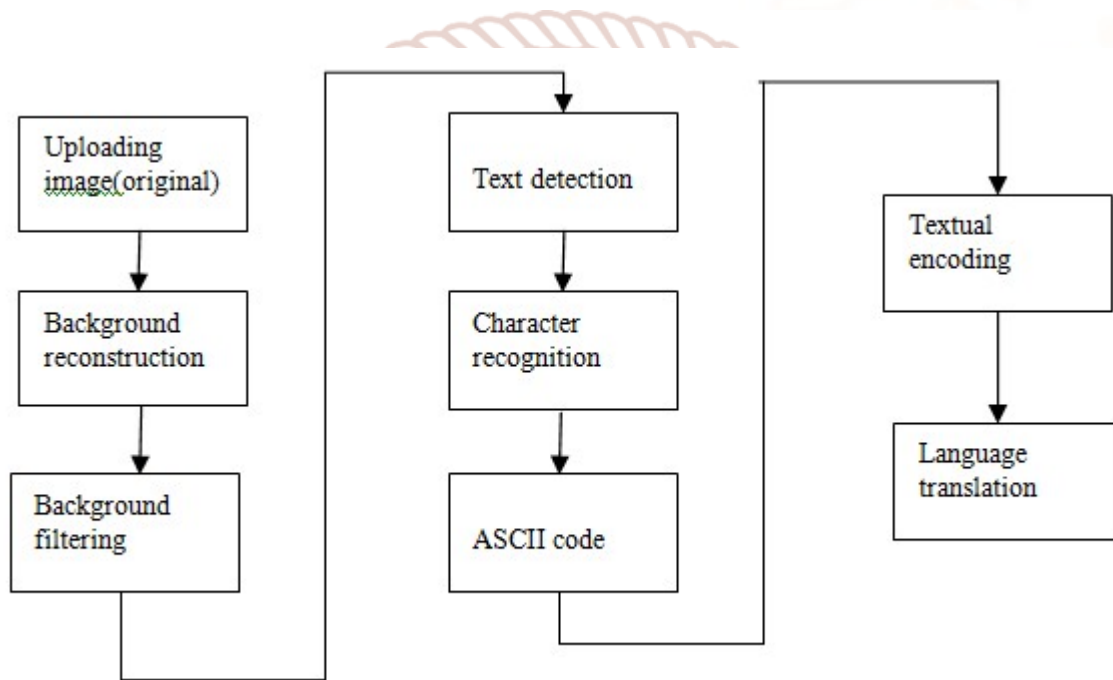 Uploading
image(original)
Background
reconstruction
Background
filtering
Text detection
Character
recognition
ASCII code
Textual
encoding
Language
translation